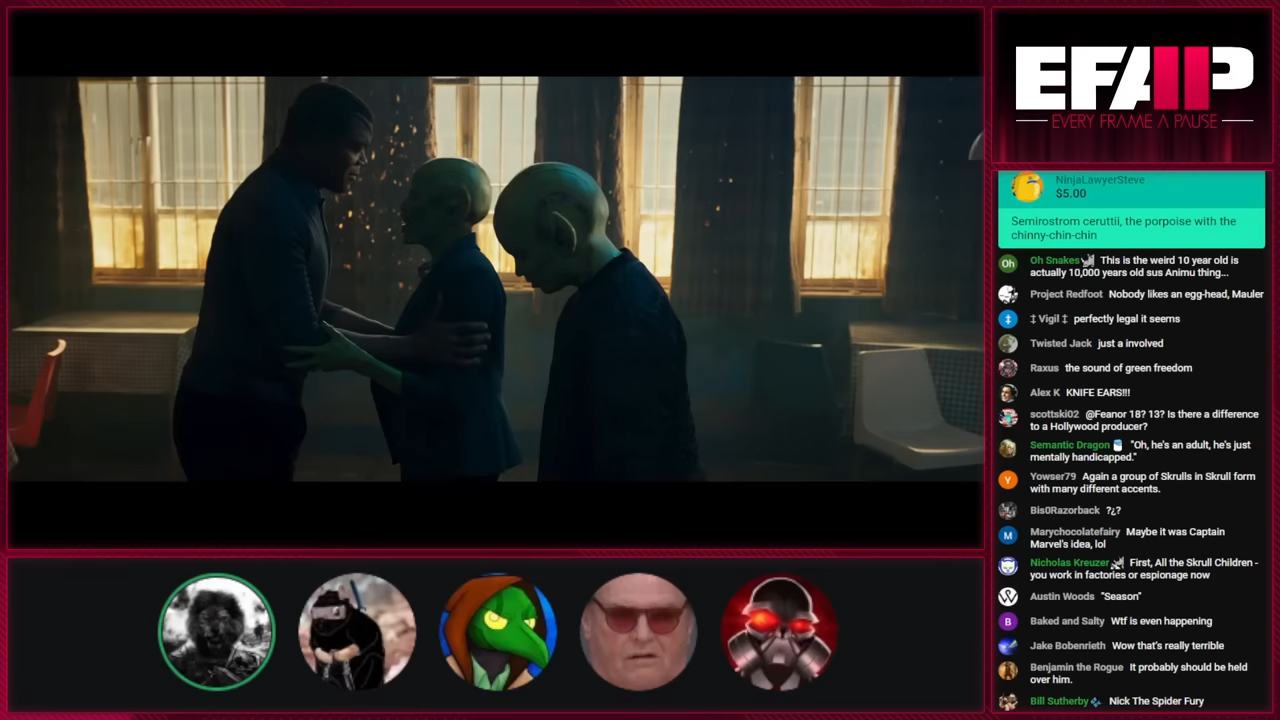 EFAP
EVERY FRAME A PAUSE
NinjaLawyerSteve
$5.00
Semirostrom ceruttii, the porpoise with the
chinny-chin-chin
Oh
Oh Snakes This is the weird 10 year old is
actually 10,000 years old sus Animu thing...
Project Redfoot Nobody likes an egg-head, Mauler
‡ Vigil ‡ perfectly legal it seems
Twisted Jack just a involved
Raxus the sound of green freedom
Alex K KNIFE EARS!!!
scottski02 @Feanor 18? 13? Is there a difference
to a Hollywood producer?
Semantic Dragon "Oh, he's an adult, he's just
mentally handicapped."
Y
Yowser79 Again a group of Skrulls in Skrull form
with many different accents.
Bis0Razorback ?¿?
M
Marychocolatefairy Maybe it was Captain
Marvel's idea, lol
Nicholas Kreuzer First, All the Skrull Children -
you work in factories or espionage now
Austin Woods "Season"
B
Baked and Salty Wtf is even happening
Jake Bobenrieth Wow that's really terrible
Benjamin the Rogue It probably should be held
over him.
Bill Sutherby Nick The Spider Fury